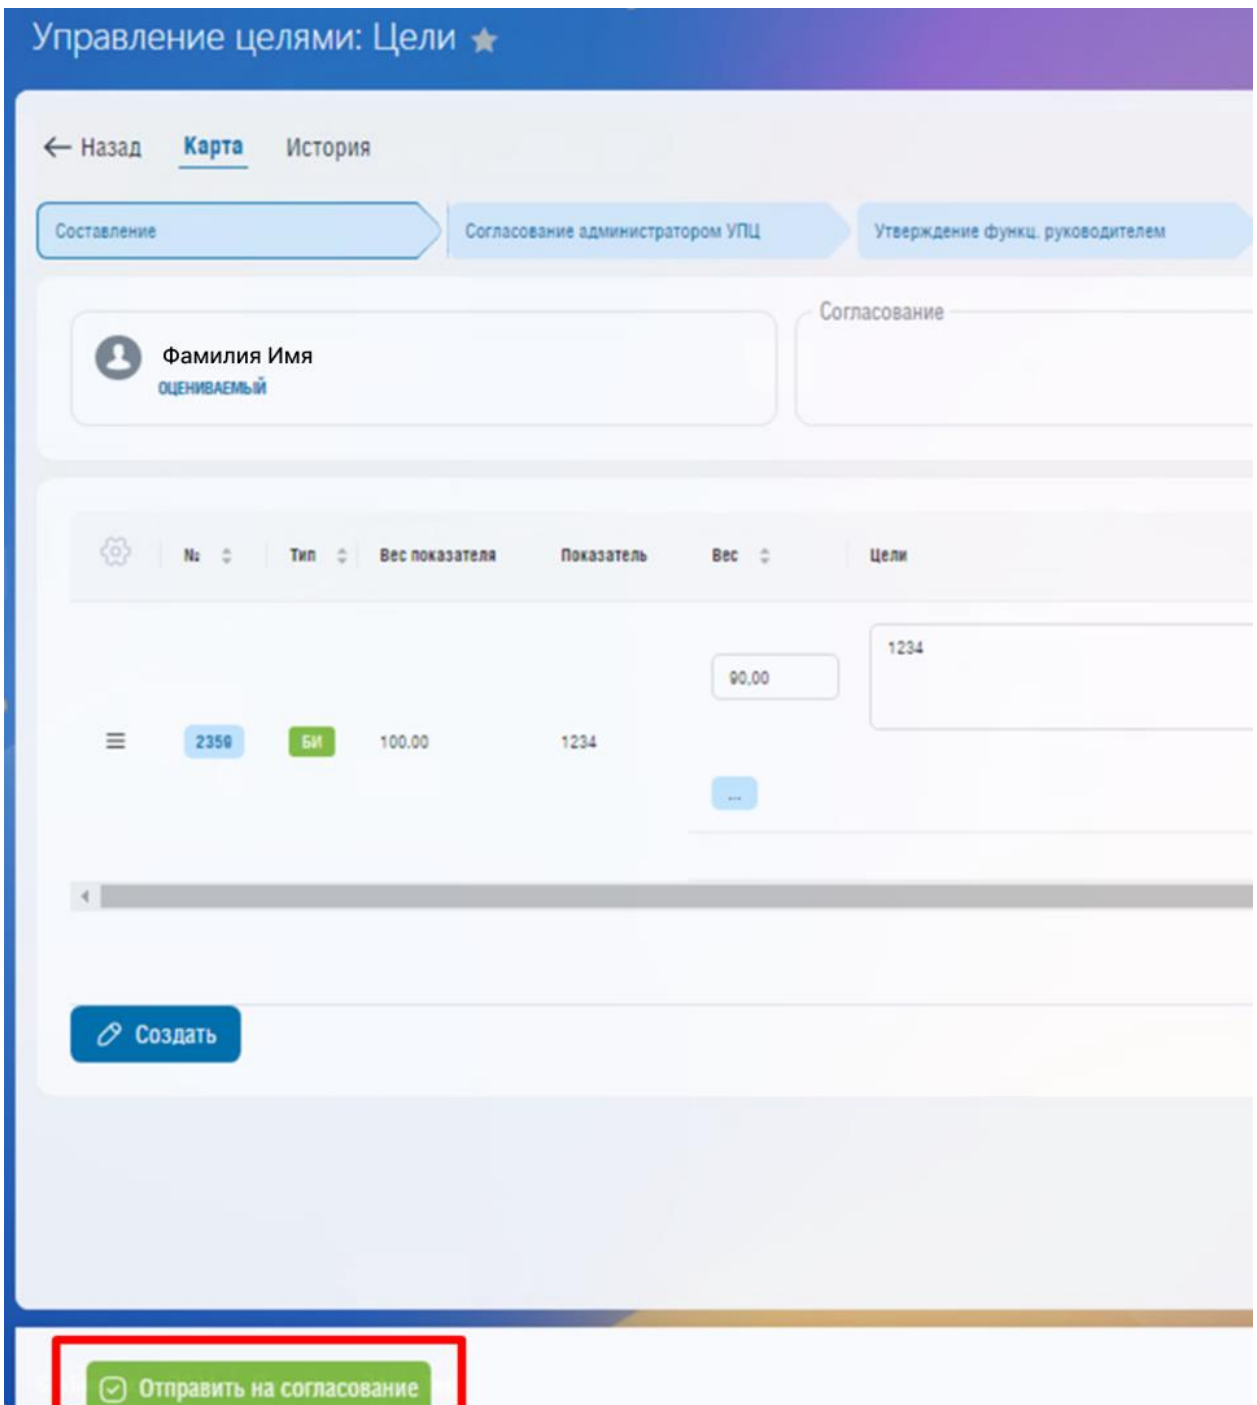 Управление целями: Цели
Назад Карта История
Составление Согласование администратором УПЦ Утверждение функц. руководителем
Согласование
Фамилия Имя
ОЦЕНИВАЕМЫЙ
№ Тип Вес показателя Показатель Вес Цели
1234
90,00
2359 БИ 100.00 1234
...
Создать
Отправить на согласование